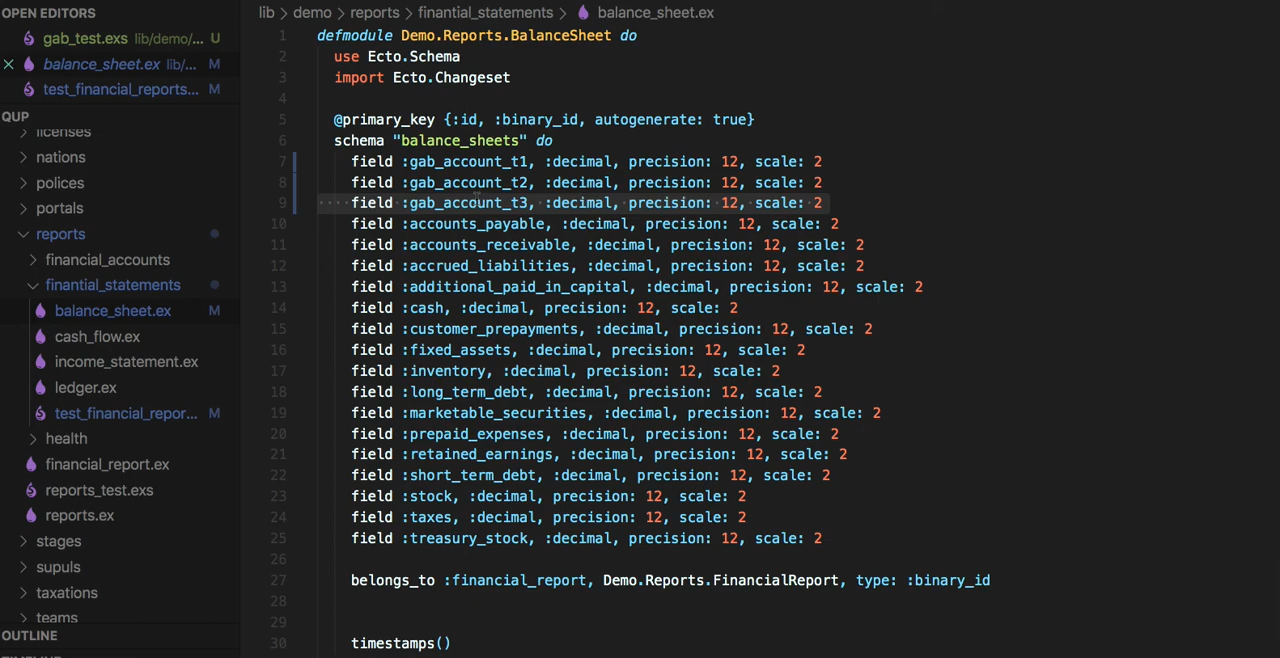 OPEN EDITORS
gab_test.exs lib/demo/... U
balance_sheet.ex lib/... M
test_financial_reports... M
QUP
licenses
nations
polices
portals
reports
financial_accounts
finantial_statements
balance_sheet.ex M
cash_flow.ex
income_statement.ex
ledger.ex
test_financial_repor... M
health
financial_report.ex
reports_test.exs
reports.ex
stages
supuls
taxations
teams
OUTLINE
lib > demo > reports > finantial_statements > balance_sheet.ex
1 defmodule Demo.Reports.BalanceSheet do
2 use Ecto.Schema
3 import Ecto.Changeset
4
5 @primary_key {:id, :binary_id, autogenerate: true}
6 schema "balance_sheets" do
7 field :gab_account_t1, :decimal, precision: 12, scale: 2
8 field :gab_account_t2, :decimal, precision: 12, scale: 2
9 field :gab_account_t3, :decimal, precision: 12, scale: 2
10 field :accounts_payable, :decimal, precision: 12, scale: 2
11 field :accounts_receivable, :decimal, precision: 12, scale: 2
12 field :accrued_liabilities, :decimal, precision: 12, scale: 2
13 field :additional_paid_in_capital, :decimal, precision: 12, scale: 2
14 field :cash, :decimal, precision: 12, scale: 2
15 field :customer_prepayments, :decimal, precision: 12, scale: 2
16 field :fixed_assets, :decimal, precision: 12, scale: 2
17 field :inventory, :decimal, precision: 12, scale: 2
18 field :long_term_debt, :decimal, precision: 12, scale: 2
19 field :marketable_securities, :decimal, precision: 12, scale: 2
20 field :prepaid_expenses, :decimal, precision: 12, scale: 2
21 field :retained_earnings, :decimal, precision: 12, scale: 2
22 field :short_term_debt, :decimal, precision: 12, scale: 2
23 field :stock, :decimal, precision: 12, scale: 2
24 field :taxes, :decimal, precision: 12, scale: 2
25 field :treasury_stock, :decimal, precision: 12, scale: 2
26
27 belongs_to :financial_report, Demo.Reports.FinancialReport, type: :binary_id
28
29
30 timestamps()